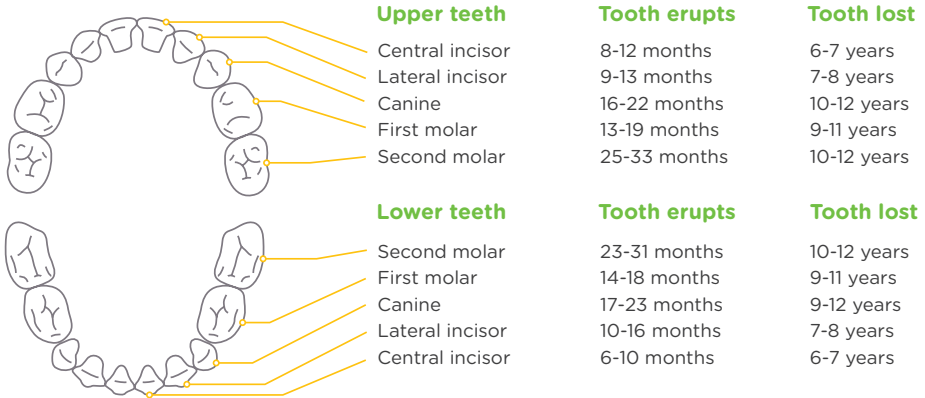 Upper teeth Tooth erupts Tooth lost
Central incisor 8-12 months 6-7 years
Lateral incisor 9-13 months 7-8 years
Canine 16-22 months 10-12 years
First molar 13-19 months 9-11 years
Second molar 25-33 months 10-12 years
Lower teeth Tooth erupts Tooth lost
Second molar 23-31 months 10-12 years
First molar 14-18 months 9-11 years
Canine 17-23 months 9-12 years
Lateral incisor 10-16 months 7-8 years
Central incisor 6-10 months 6-7 years